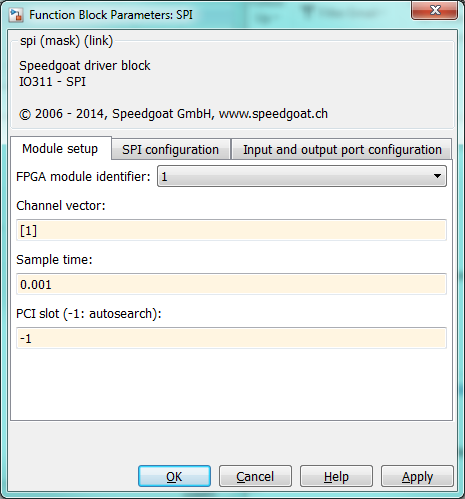 Function Block Parameters: SPI
spi (mask) (link)
Speedgoat driver block
IO311 - SPI
© 2006 - 2014, Speedgoat GmbH, www.speedgoat.ch
Module setup SPI configuration Input and output port configuration
FPGA module identifier: 1
Channel vector:
[1]
Sample time:
0.001
PCI slot (-1: autosearch):
-1
OK Cancel Help Apply